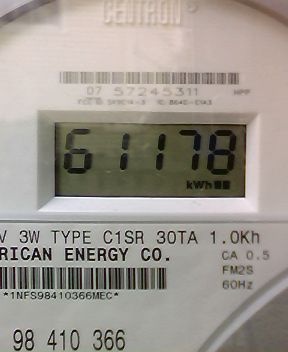 CENTRON
07 57245311
61178
kWh
V 3W TYPE C1SR 30TA 1.0Kh
RICAN ENERGY CO.
CA 0.5
FM2S
60Hz
*1NFS98410366MEC*
98 410 366